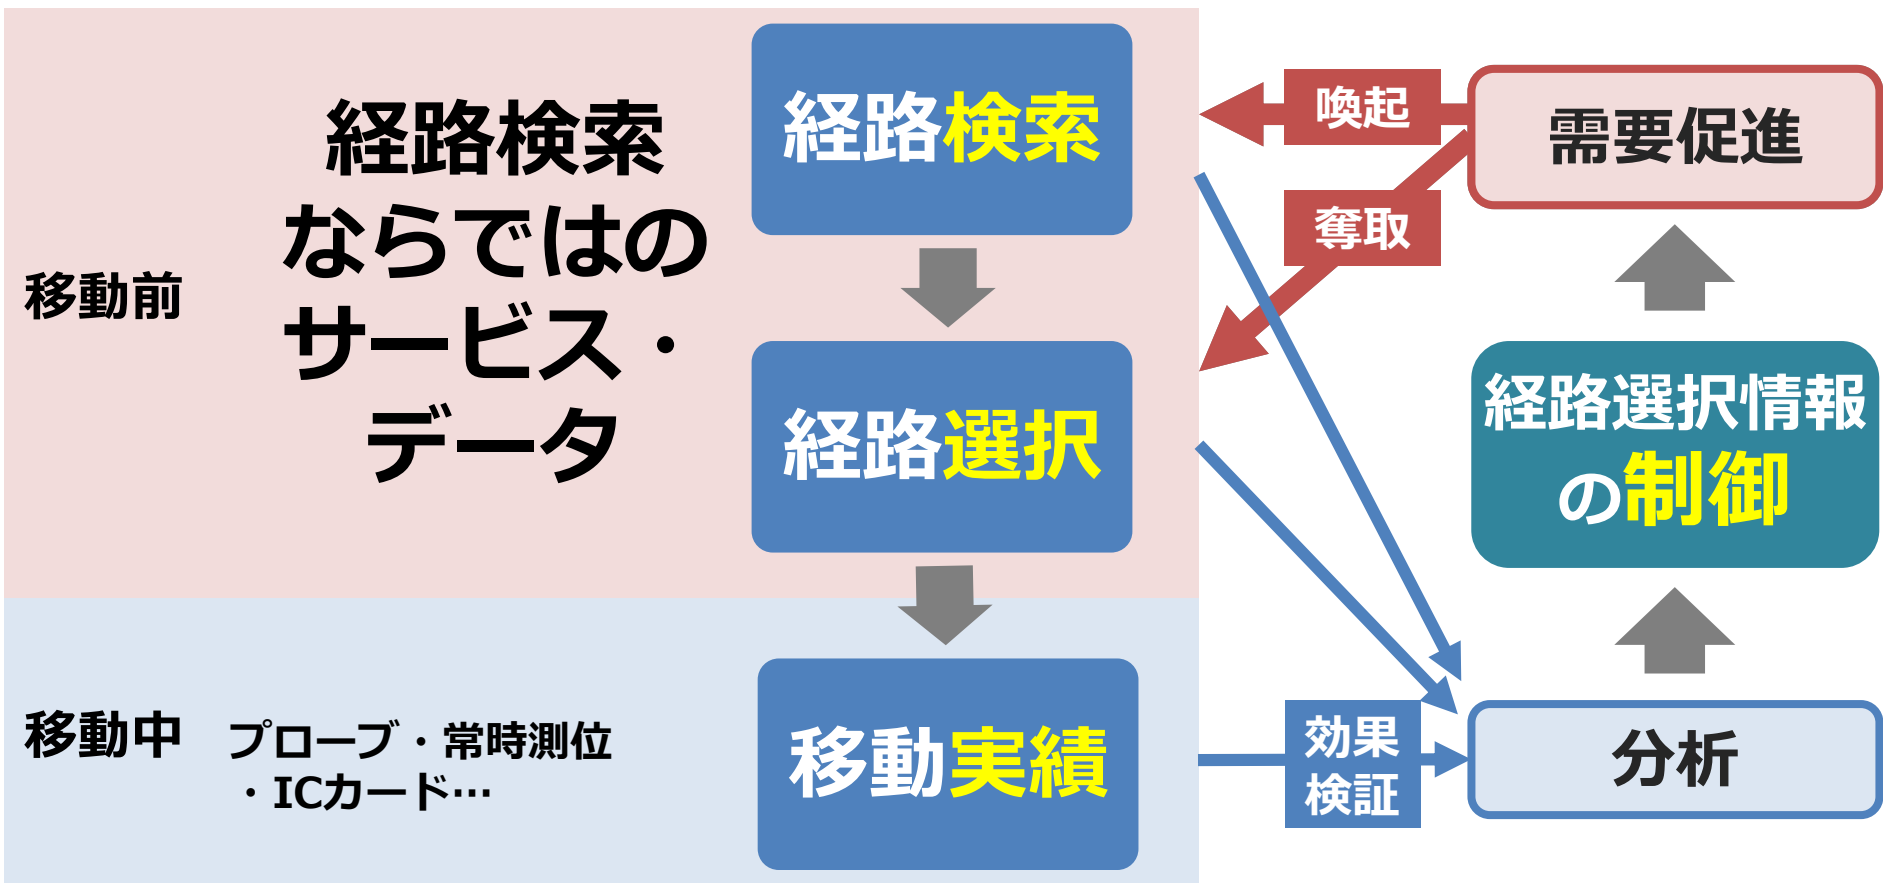 移動前
経路検索
ならではの
サービス・
データ
経路検索
経路選択
移動中
プローブ・常時測位
・ICカード…
移動実績
喚起
奪取
効果
検証
需要促進
経路選択情報
の制御
分析